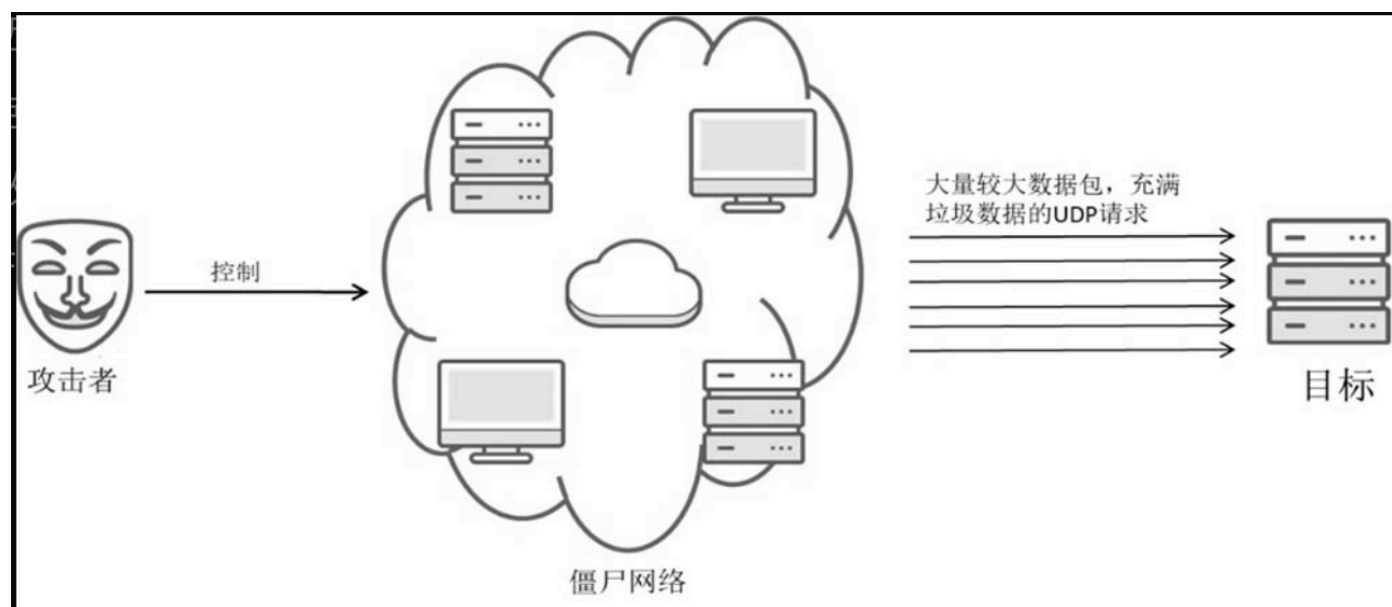 大量较大数据包，充满
垃圾数据的UDP请求
控制
攻击者
目标
僵尸网络